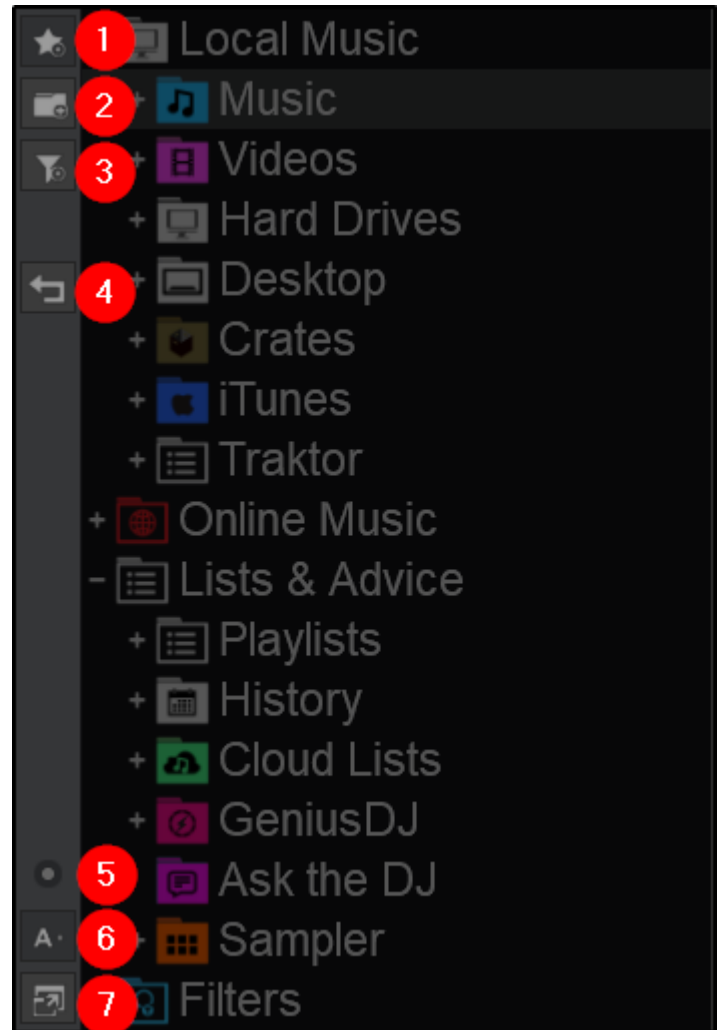 1 Local Music
2 + Music
3 + Videos
+ Hard Drives
4 + Desktop
+ Crates
+ iTunes
+ Traktor
+ Online Music
- Lists & Advice
+ Playlists
+ History
+ Cloud Lists
+ GeniusDJ
5 Ask the DJ
A · 6 + Sampler
7 Filters